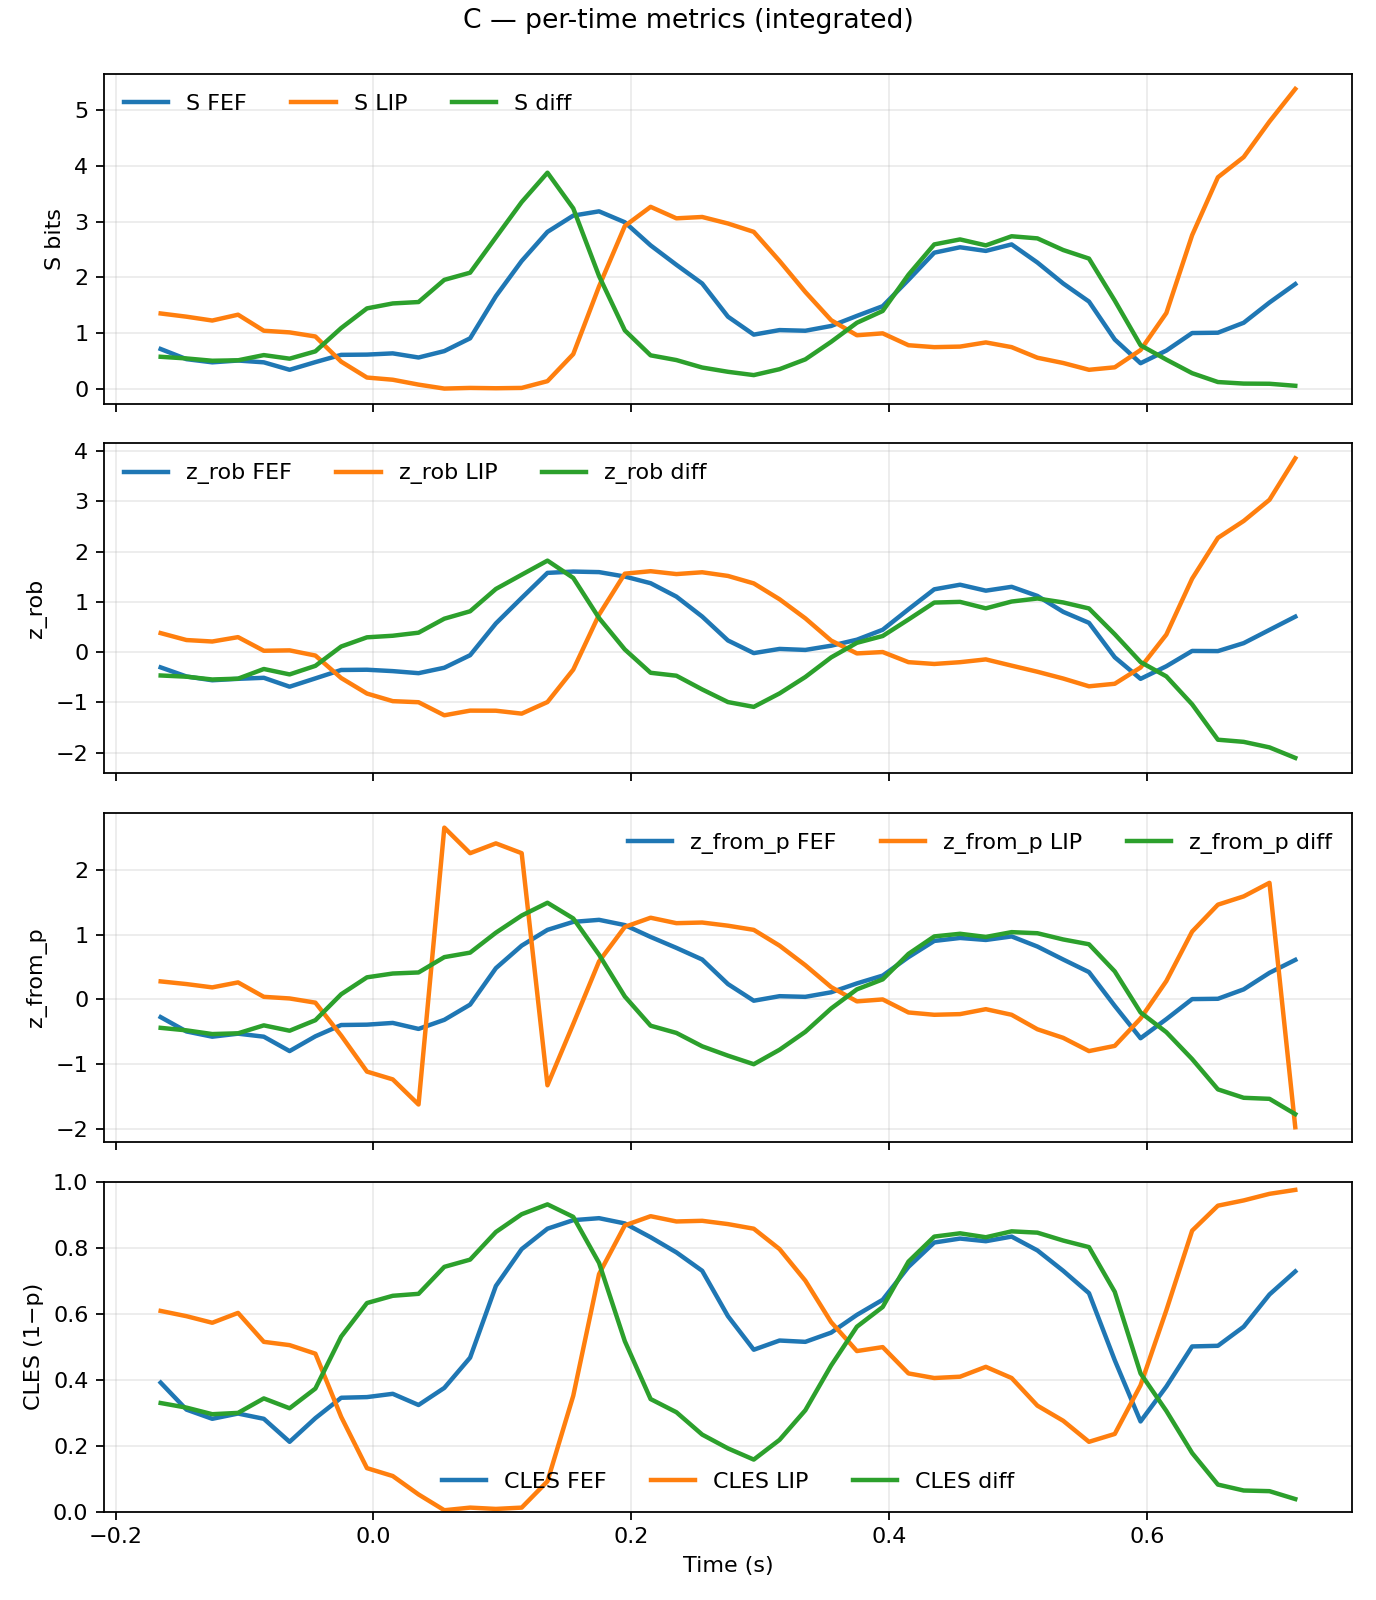 C — per-time metrics (integrated)
S FEF S LIP S diff
5
4
3
2
1
0
S bits
z_rob FEF z_rob LIP z_rob diff
4
3
2
1
0
−1
−2
z_rob
z_from_p FEF z_from_p LIP z_from_p diff
2
1
0
−1
−2
z_from_p
1.0
0.8
0.6
0.4
0.2
0.0
CLES (1−p)
CLES FEF CLES LIP CLES diff
−0.2 0.0 0.2 0.4 0.6
Time (s)